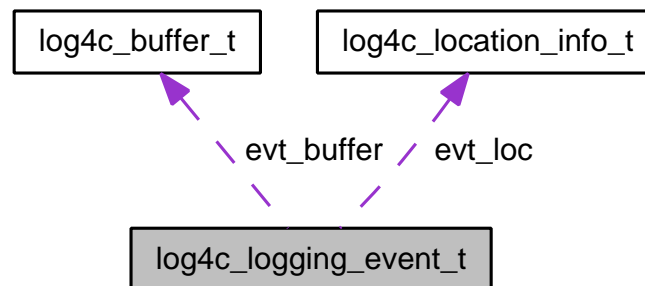 log4c_buffer_t
log4c_location_info_t
evt_buffer
evt_loc
log4c_logging_event_t